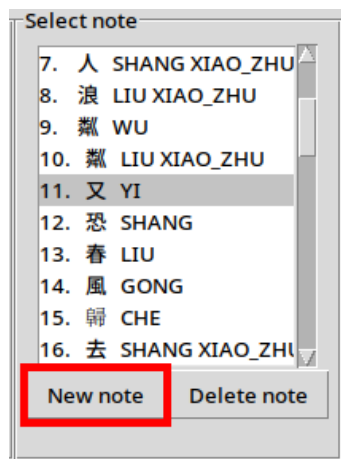 Select note
7. 人 SHANG XIAO_ZHU
8. 浪 LIU XIAO_ZHU
9. 粼 WU
10. 粼 LIU XIAO_ZHU
11. 又 YI
12. 恐 SHANG
13. 春 LIU
14. 風 GONG
15. 歸 CHE
16. 去 SHANG XIAO_ZHU
New note Delete note